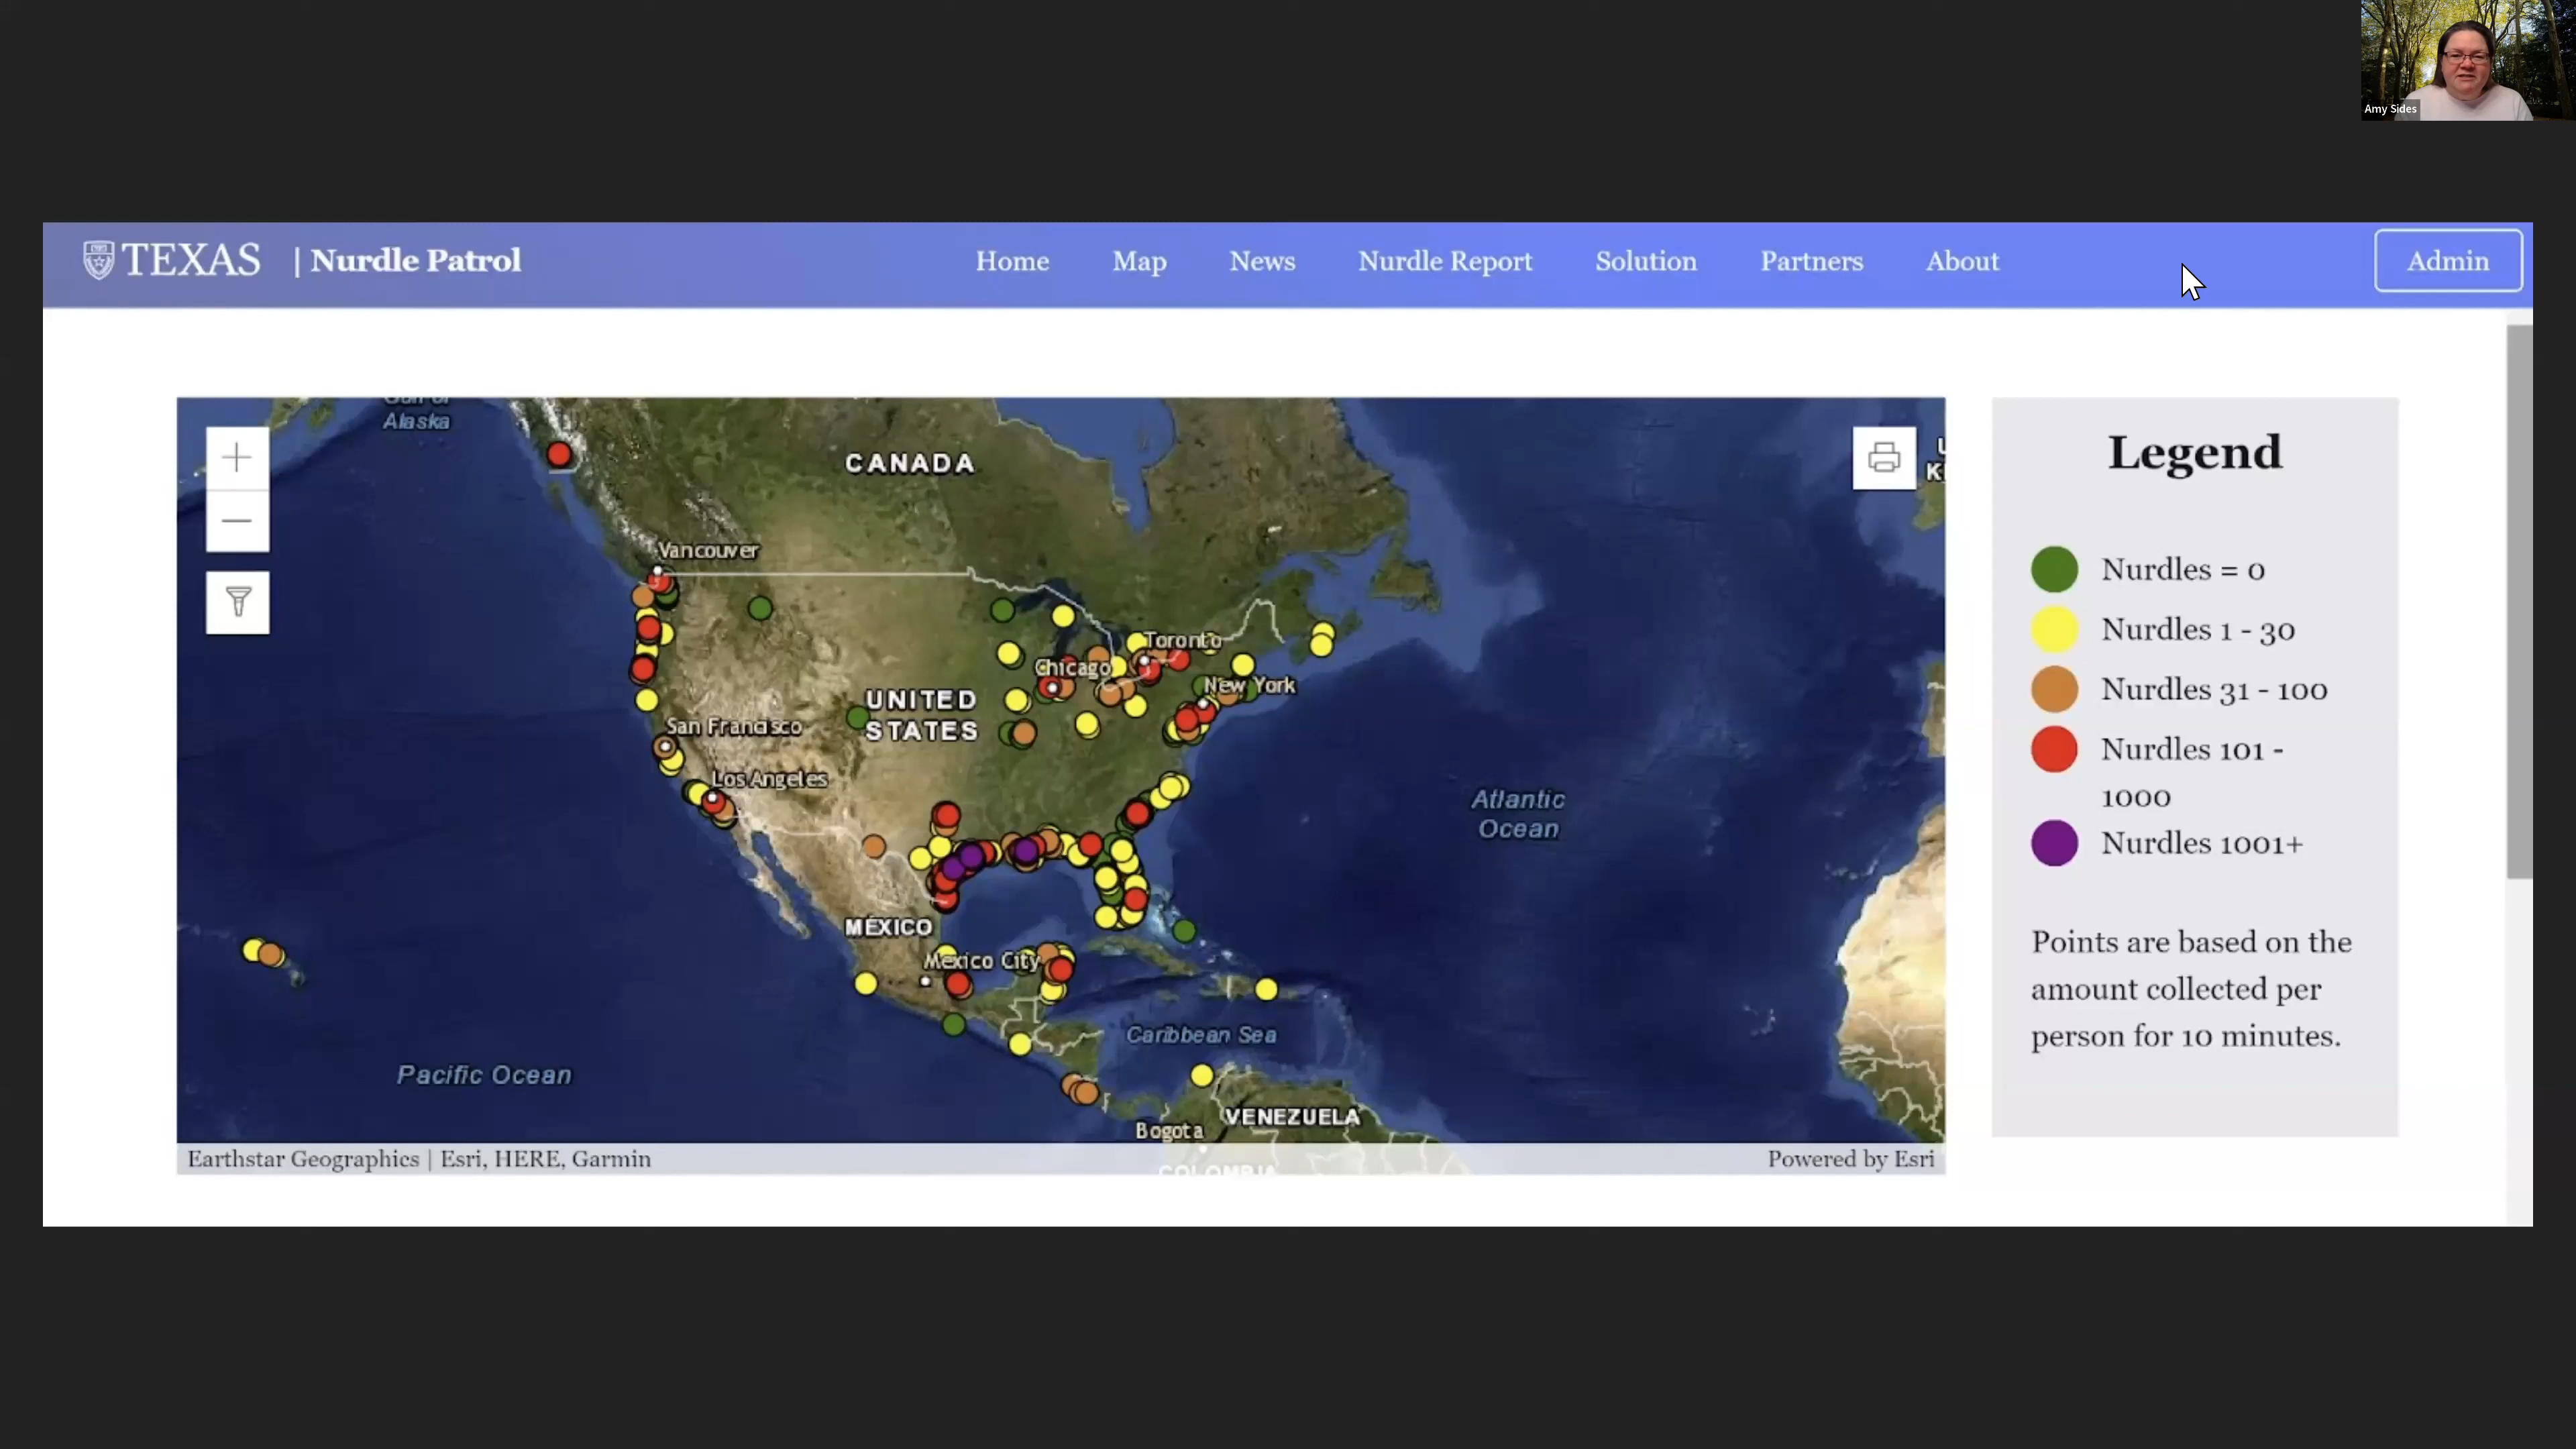 Amy Sides
TEXAS | Nurdle Patrol
Home Map News Nurdle Report Solution Partners About Admin
Alaska
CANADA
Vancouver
Toronto
Chicago
New York
UNITED
STATES
San Francisco
Los Angeles
Atlantic
Ocean
MEXICO
Mexico City
Caribbean Sea
Pacific Ocean
VENEZUELA
Bogota
COLOMBIA
Earthstar Geographics | Esri, HERE, Garmin
Powered by Esri
Legend
Nurdles = 0
Nurdles 1 - 30
Nurdles 31 - 100
Nurdles 101 -
1000
Nurdles 1001+
Points are based on the
amount collected per
person for 10 minutes.